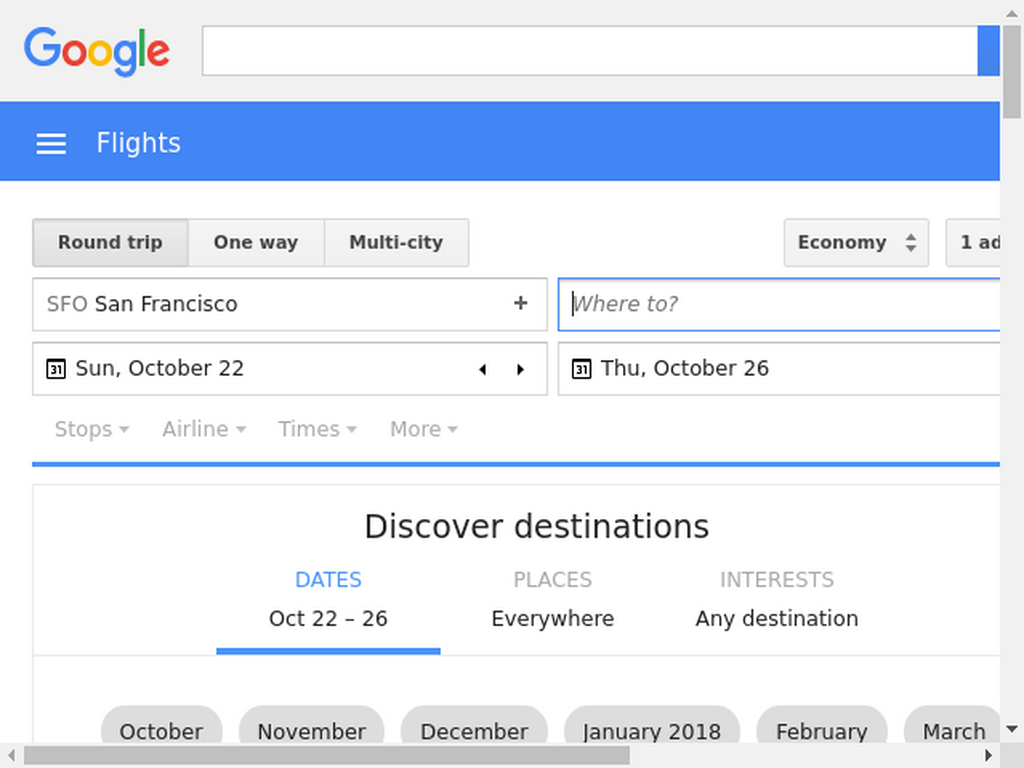 Google
Flights
Round trip One way Multi-city Economy 1 ad
SFO San Francisco + Where to?
31 Sun, October 22 31 Thu, October 26
Stops Airline Times More
Discover destinations
DATES PLACES INTERESTS
Oct 22 – 26 Everywhere Any destination
October November December January 2018 February March